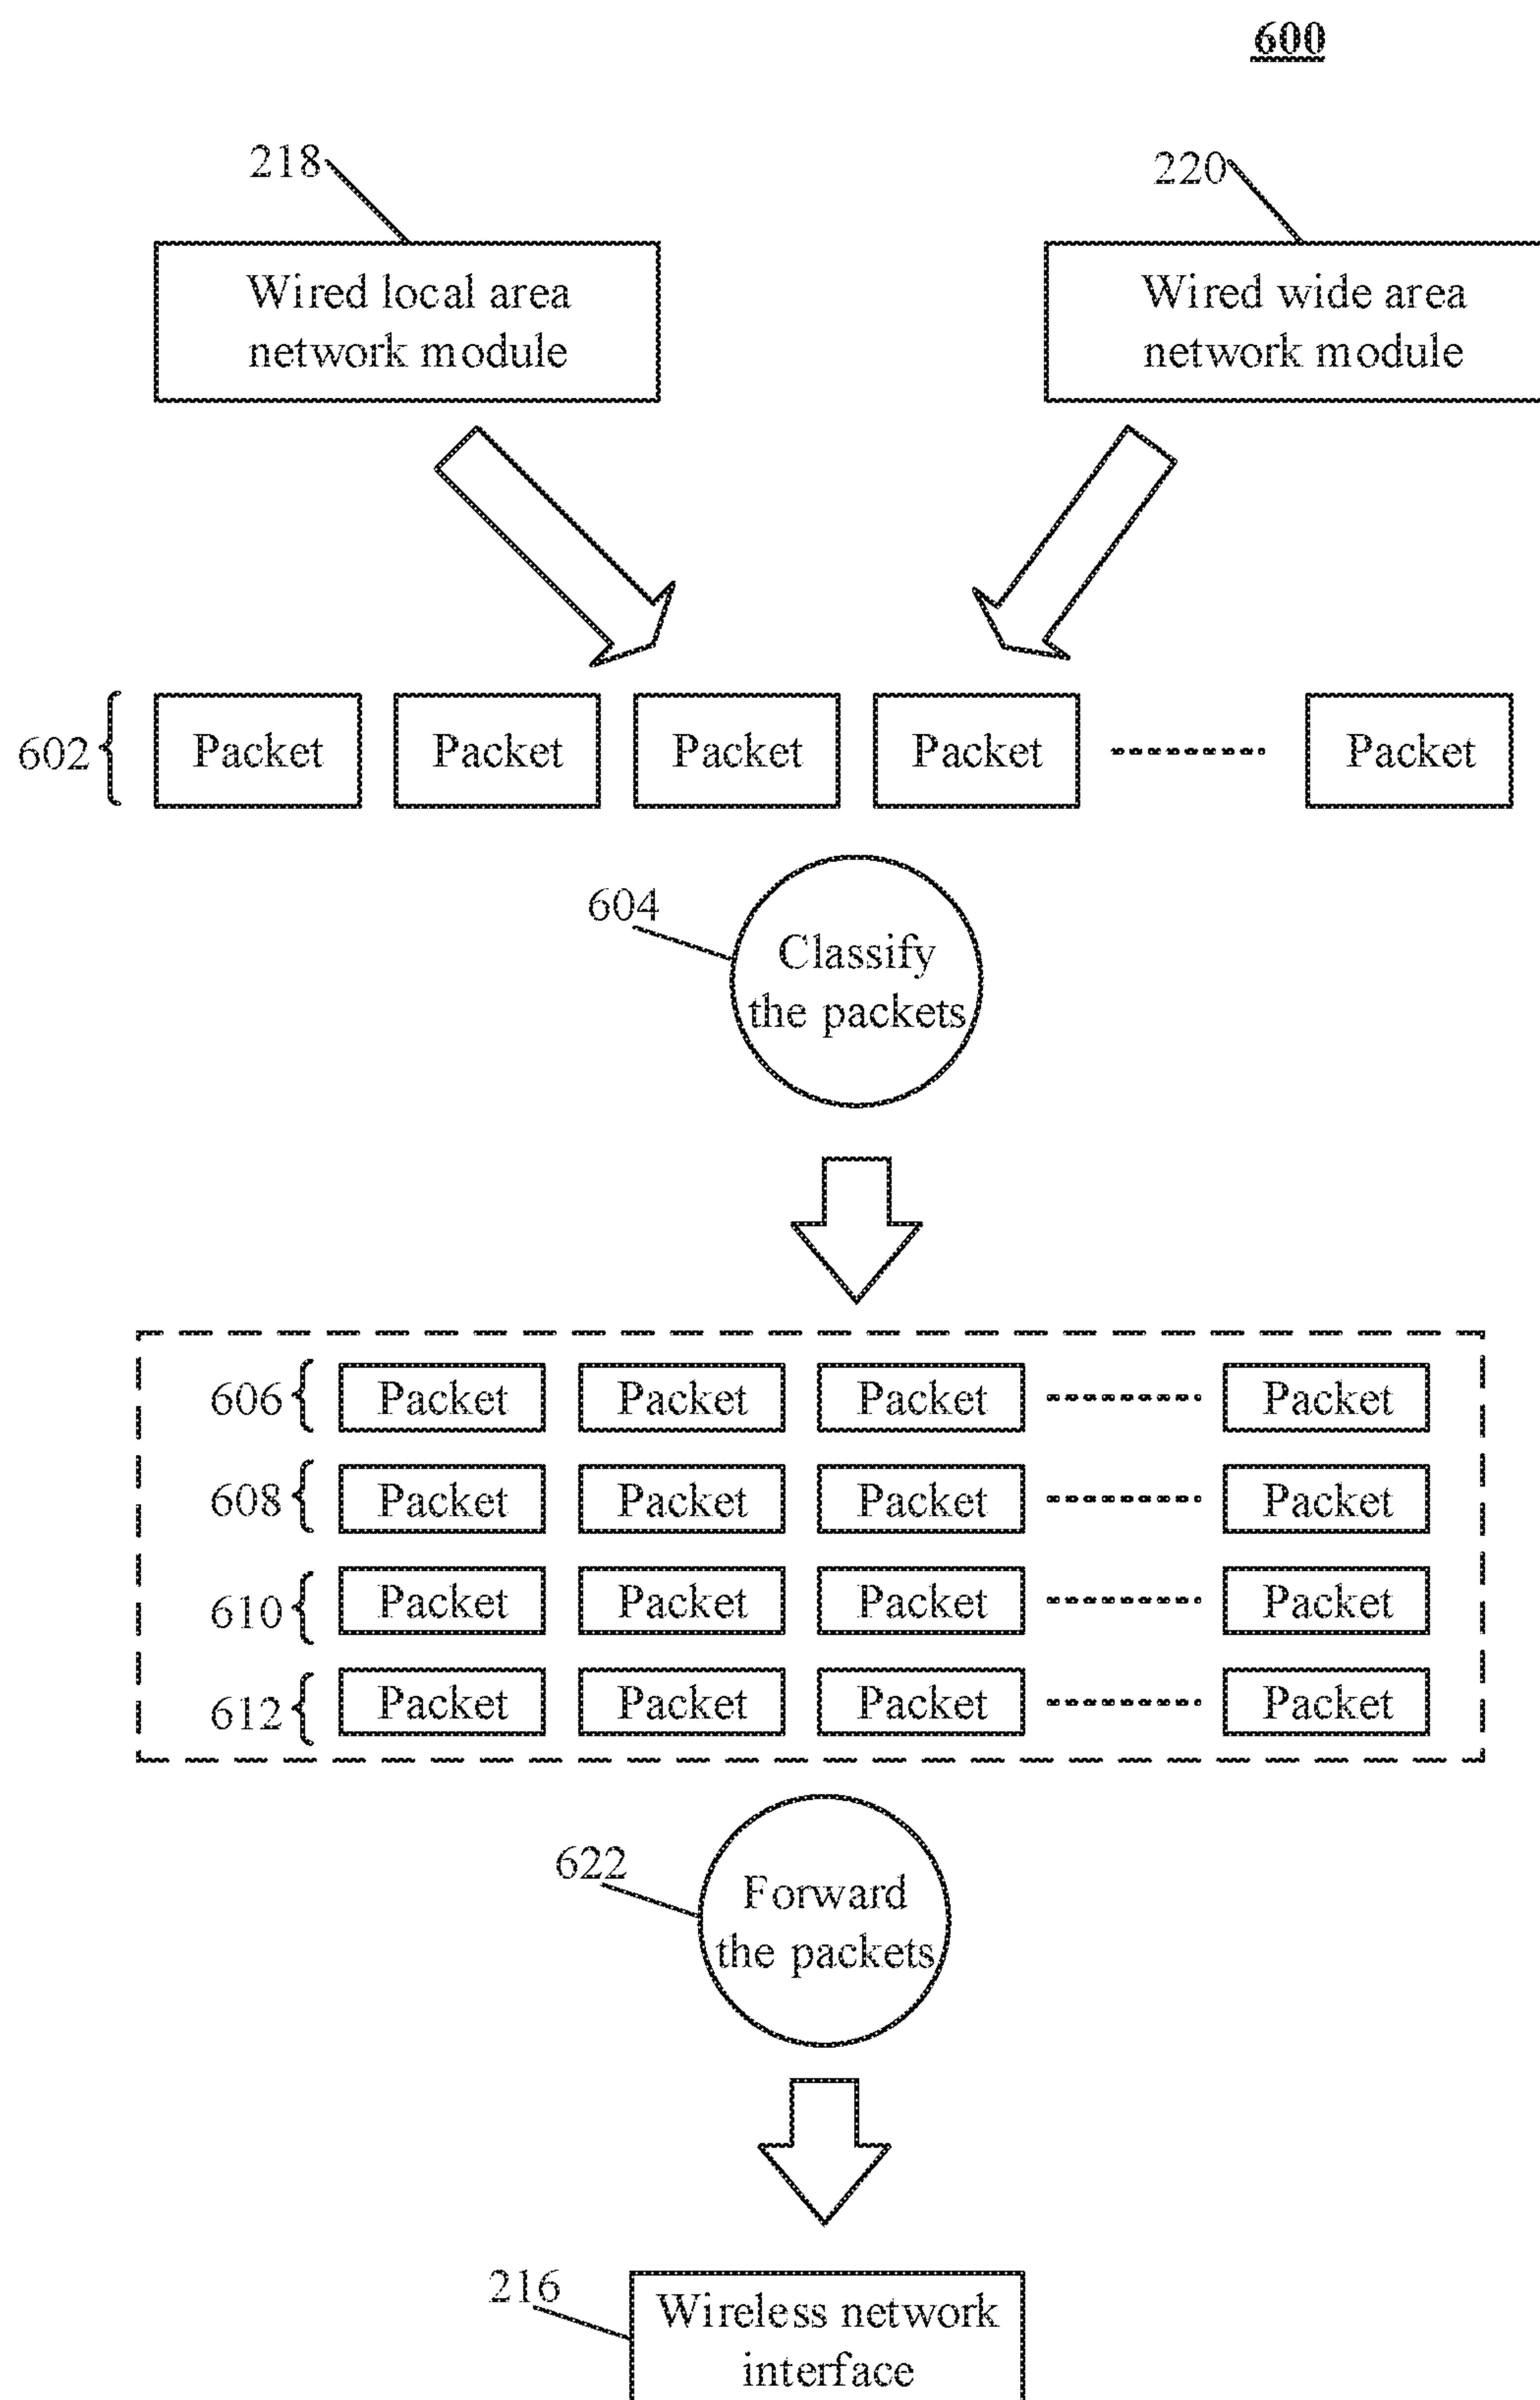 600
218
220
Wired local area
network module
Wired wide area
network module
602
Packet
Packet
Packet
Packet
Packet
604
Classify
the packets
606
Packet
Packet
Packet
Packet
608
Packet
Packet
Packet
Packet
610
Packet
Packet
Packet
Packet
612
Packet
Packet
Packet
Packet
622
Forward
the packets
216
Wireless network
interface